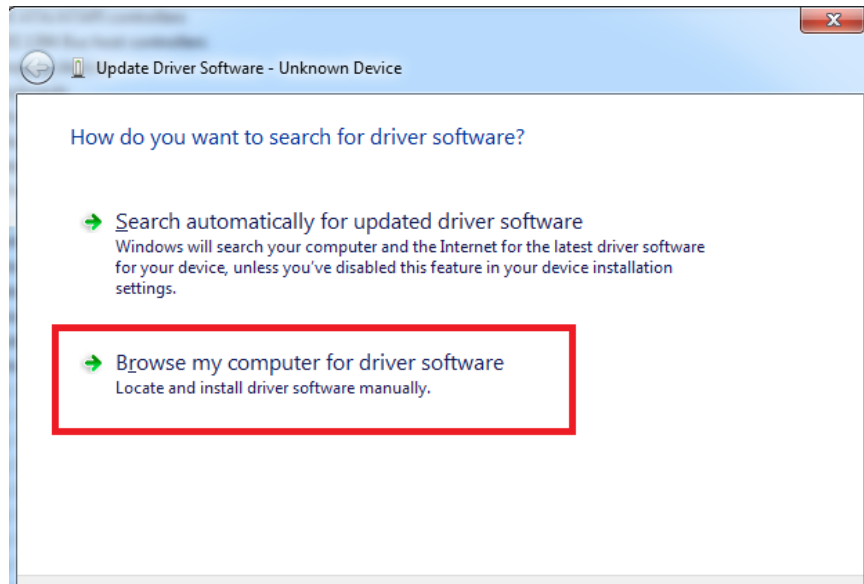 Update Driver Software - Unknown Device
How do you want to search for driver software?
Search automatically for updated driver software
Windows will search your computer and the Internet for the latest driver software
for your device, unless you've disabled this feature in your device installation
settings.
Browse my computer for driver software
Locate and install driver software manually.